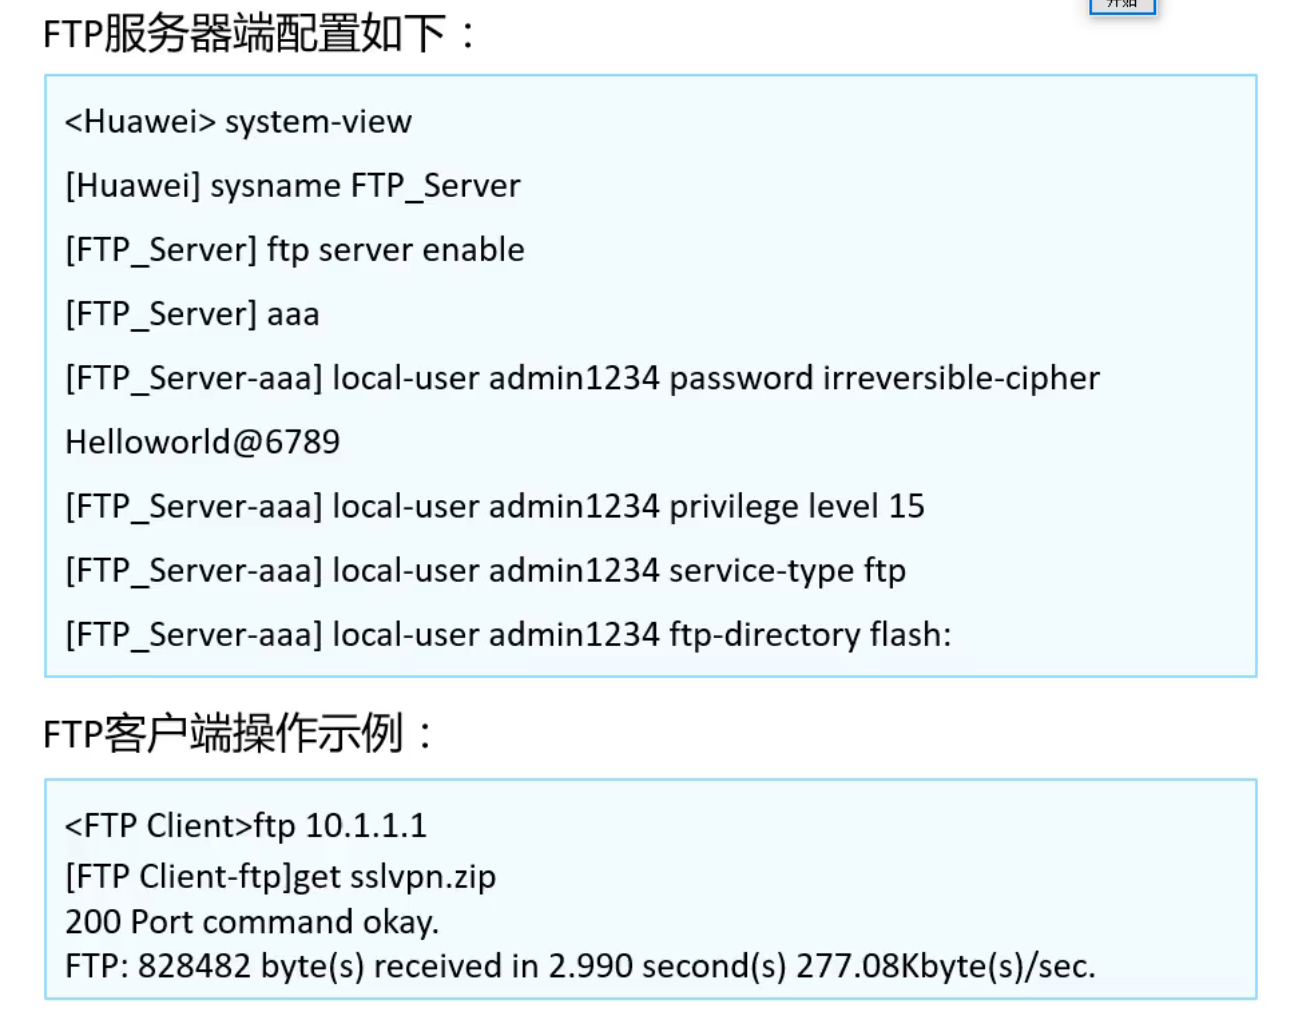 开始
FTP服务器端配置如下：
<Huawei> system-view
[Huawei] sysname FTP_Server
[FTP_Server] ftp server enable
[FTP_Server] aaa
[FTP_Server-aaa] local-user admin1234 password irreversible-cipher
Helloworld@6789
[FTP_Server-aaa] local-user admin1234 privilege level 15
[FTP_Server-aaa] local-user admin1234 service-type ftp
[FTP_Server-aaa] local-user admin1234 ftp-directory flash:
FTP客户端操作示例：
<FTP Client>ftp 10.1.1.1
[FTP Client-ftp]get sslvpn.zip
200 Port command okay.
FTP: 828482 byte(s) received in 2.990 second(s) 277.08Kbyte(s)/sec.